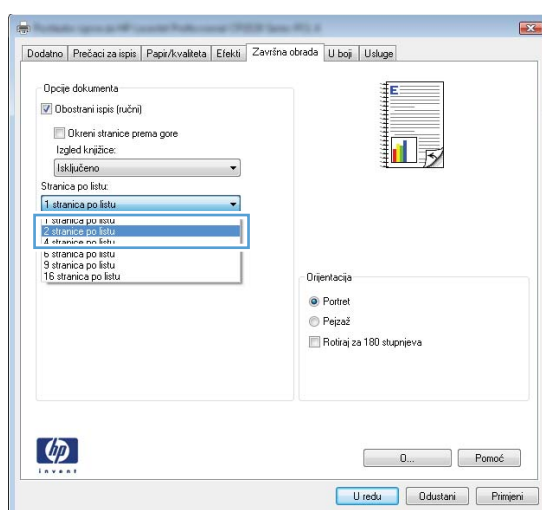 Dodatno Prečaci za ispis Papir/kvaliteta Efekti Završna obrada U boji Usluge
Opcije dokumenta
Obostrani ispis (ručni)
Okreni stranice prema gore
Izgled knjižice:
Isključeno
Stranica po listu:
1 stranica po listu
1 stranica po listu
2 stranice po listu
4 stranice po listu
6 stranica po listu
9 stranica po listu
16 stranica po listu
E
Orijentacija
Portret
Pejzaž
Rotiraj za 180 stupnjeva
hp
invent
O... Pomoć
U redu Odustani Primjeni